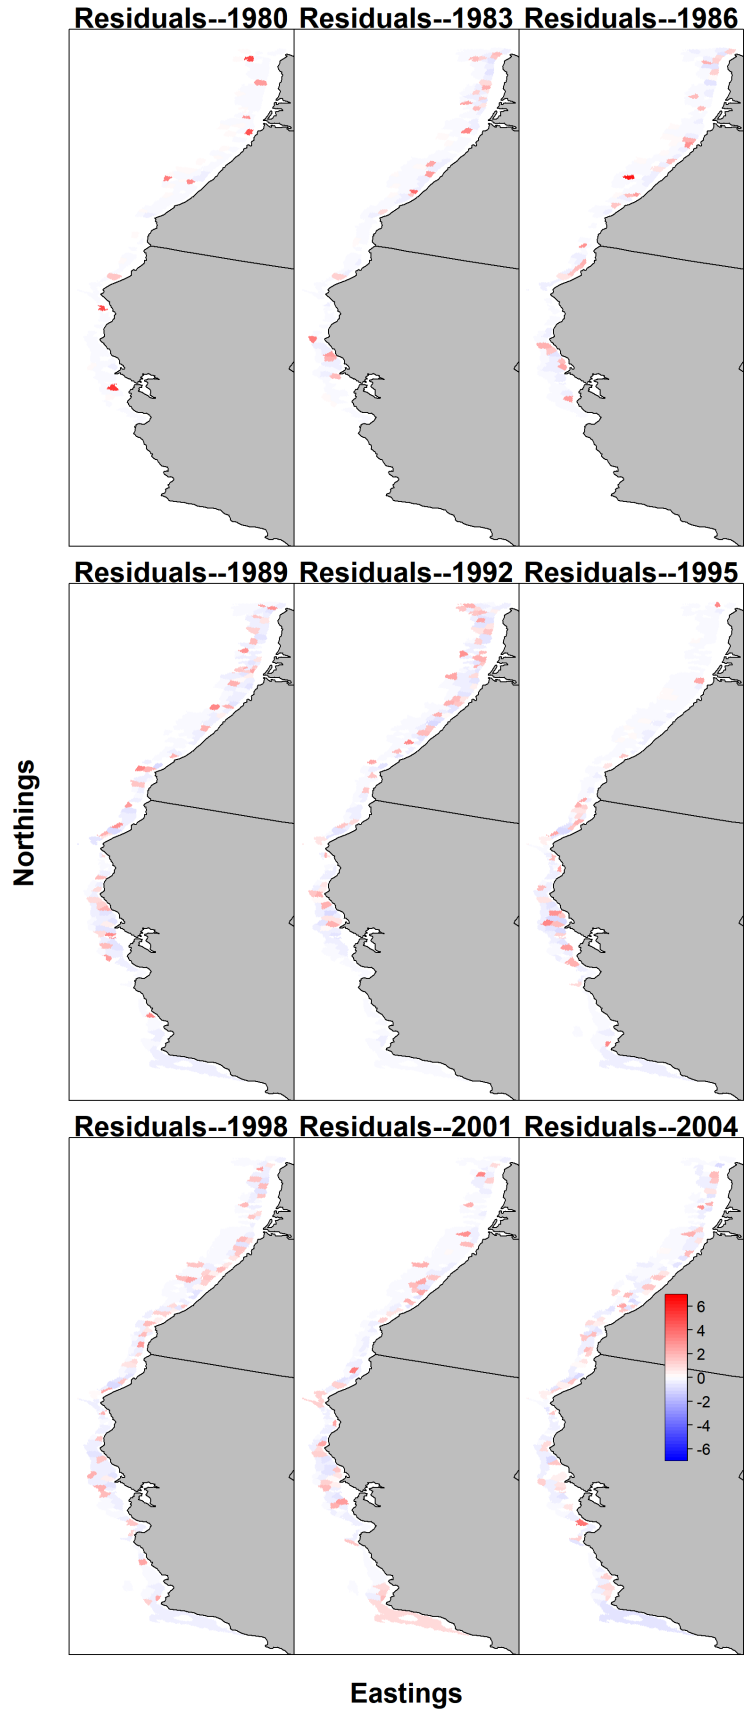 Residuals--1980 Residuals--1983 Residuals--1986
Residuals--1989 Residuals--1992 Residuals--1995
Northings
Residuals--1998 Residuals--2001 Residuals--2004
6
4
2
0
-2
-4
-6
Eastings